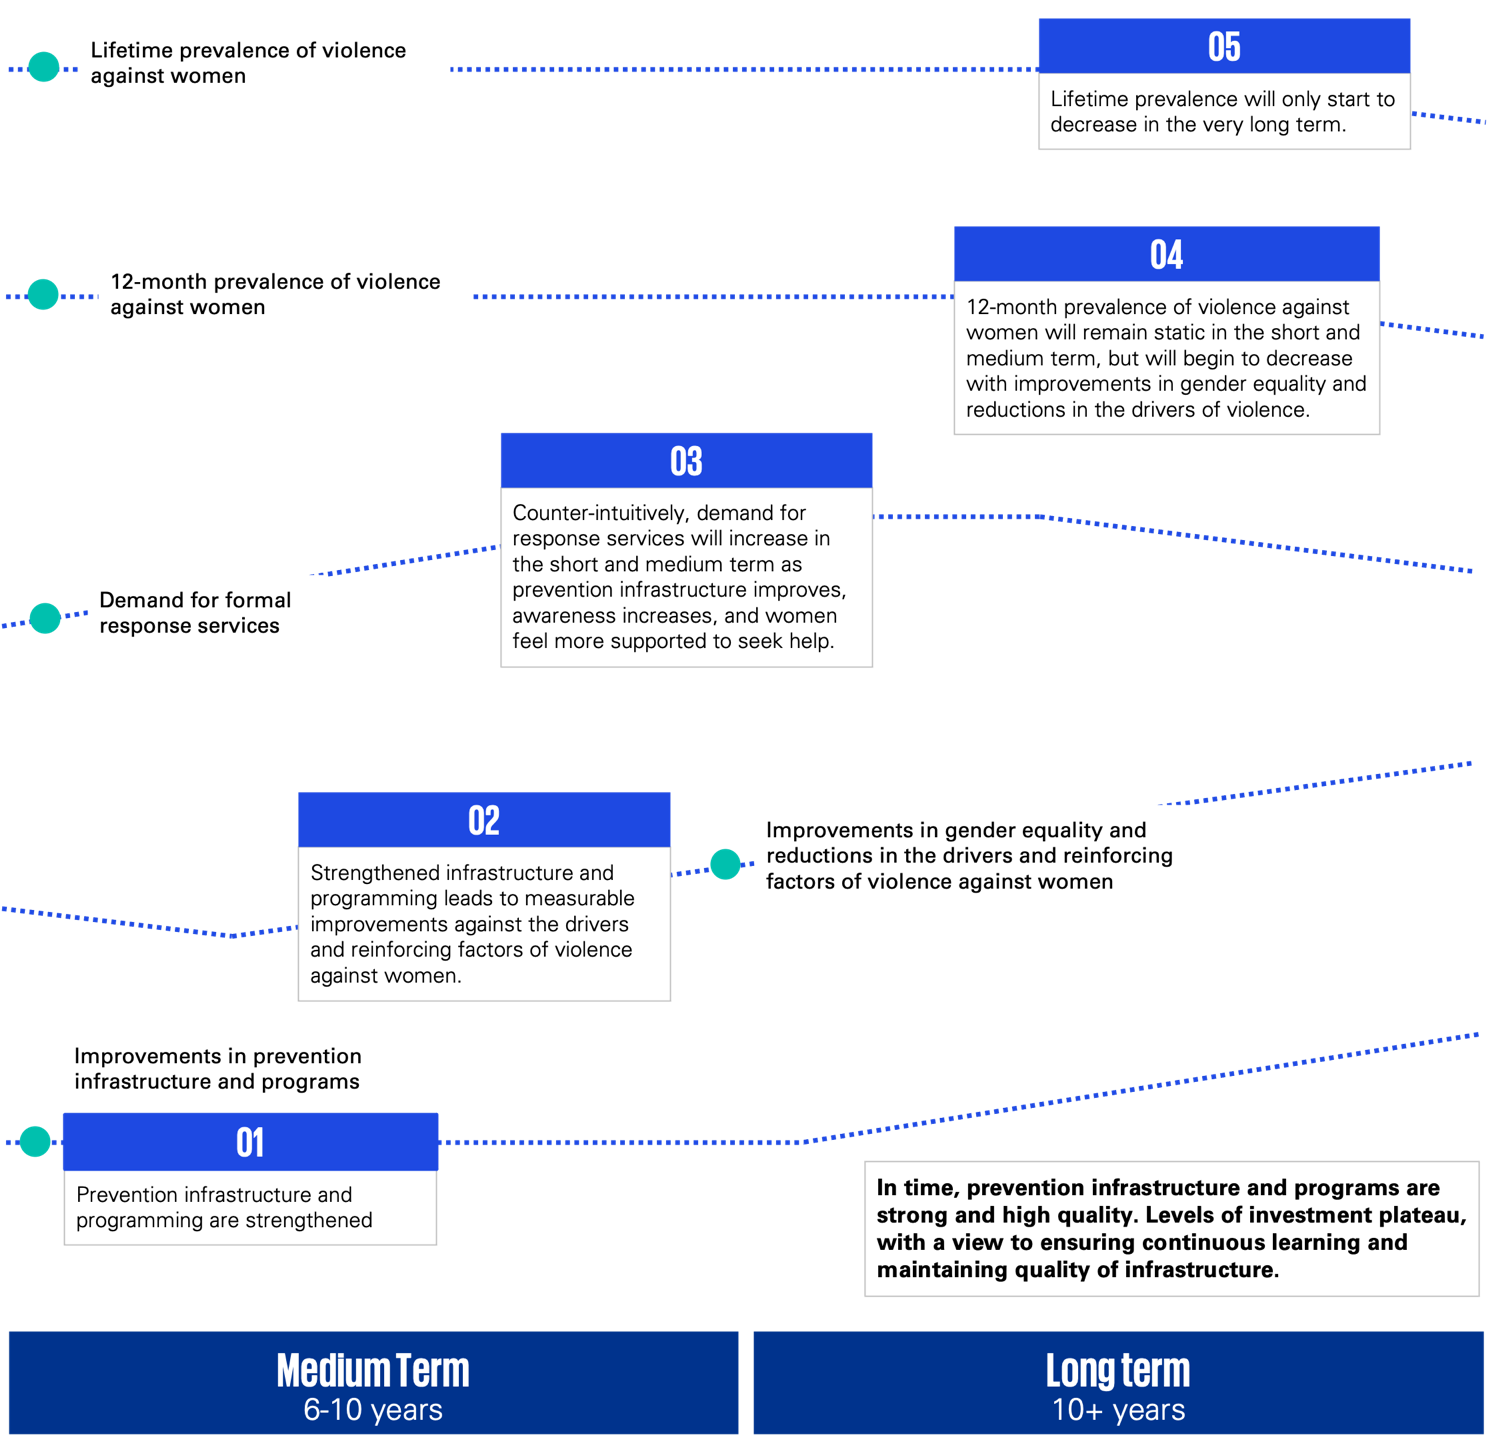 Lifetime prevalence of violence
against women
05
Lifetime prevalence will only start to
decrease in the very long term.
12-month prevalence of violence
against women
04
12-month prevalence of violence against
women will remain static in the short and
medium term, but will begin to decrease
with improvements in gender equality and
reductions in the drivers of violence.
03
Counter-intuitively, demand for
response services will increase in
the short and medium term as
prevention infrastructure improves,
awareness increases, and women
feel more supported to seek help.
Demand for formal
response services
02
Strengthened infrastructure and
programming leads to measurable
improvements against the drivers
and reinforcing factors of violence
against women.
Improvements in gender equality and
reductions in the drivers and reinforcing
factors of violence against women
Improvements in prevention
infrastructure and programs
01
Prevention infrastructure and
programming are strengthened
In time, prevention infrastructure and programs are
strong and high quality. Levels of investment plateau,
with a view to ensuring continuous learning and
maintaining quality of infrastructure.
Medium Term
6-10 years
Long term
10+ years